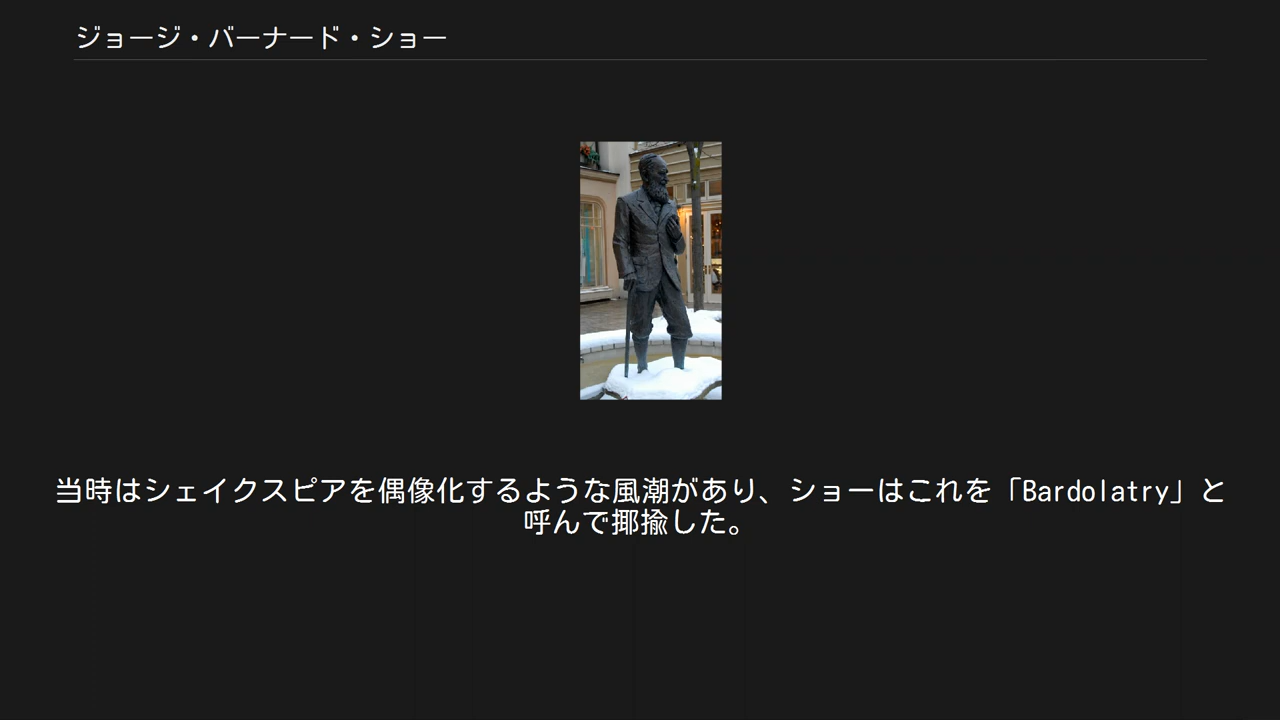 ジョージ・バーナード・ショー
当時はシェイクスピアを偶像化するような風潮があり、ショーはこれを「Bardolatry」と
呼んで揶揄した。